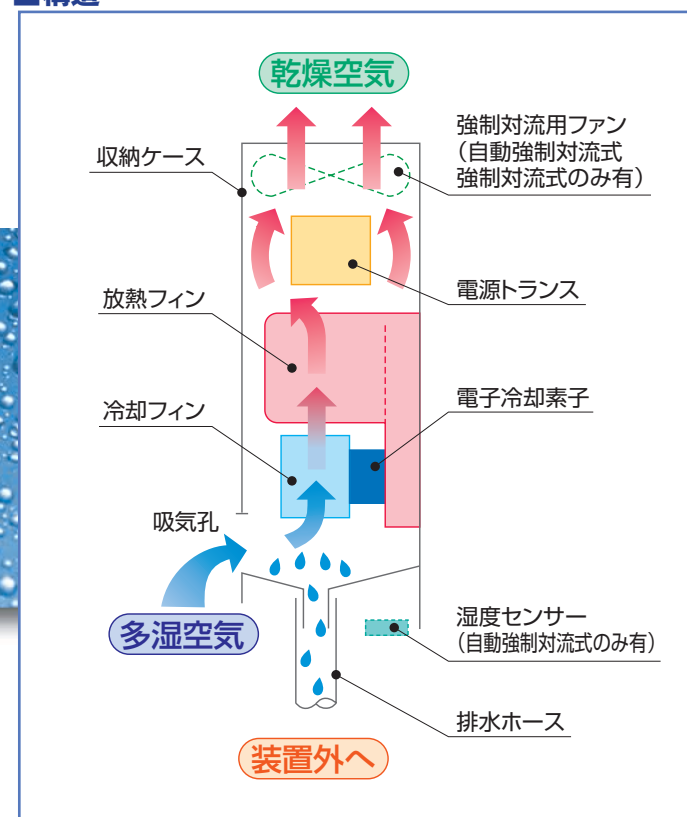 ■構造
乾燥空気
強制対流用ファン
（自動強制対流式
強制対流式のみ有）
収納ケース
電源トランス
放熱フィン
電子冷却素子
冷却フィン
吸気孔
多湿空気
湿度センサー
（自動強制対流式のみ有）
排水ホース
装置外へ